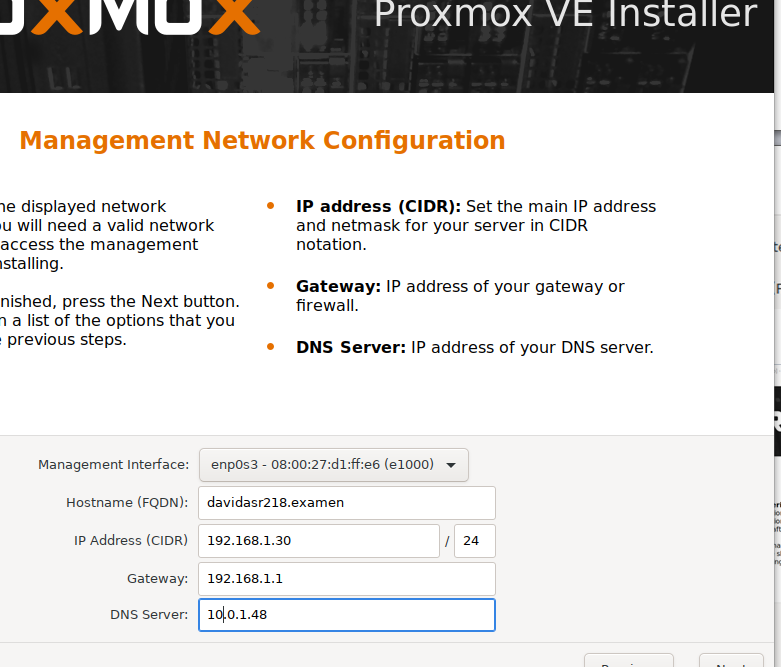 OXMOX
Proxmox VE Installer
Management Network Configuration
he displayed network
ou will need a valid network
access the management
nstalling.
nished, press the Next button.
n a list of the options that you
e previous steps.
IP address (CIDR): Set the main IP address
and netmask for your server in CIDR
notation.
Gateway: IP address of your gateway or
firewall.
DNS Server: IP address of your DNS server.
Management Interface: enp0s3 - 08:00:27:d1:ff:e6 (e1000)
Hostname (FQDN): davidasr218.examen
IP Address (CIDR) 192.168.1.30 / 24
Gateway: 192.168.1.1
DNS Server: 10.0.1.48